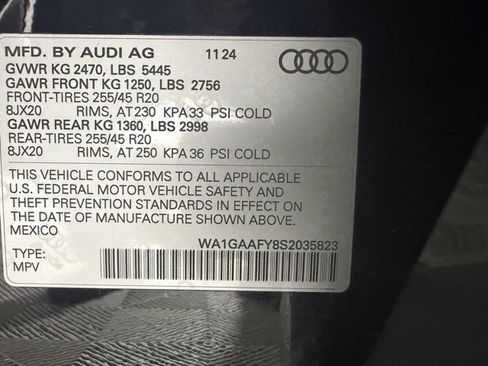 MFD. BY AUDI AG 11 24
GVWR KG 2470, LBS 5445
GAWR FRONT KG 1250, LBS 2756
FRONT-TIRES 255/45 R20
8JX20 RIMS, AT 230 KPA 33 PSI COLD
GAWR REAR KG 1360, LBS 2998
REAR-TIRES 255/45 R20
8JX20 RIMS, AT 250 KPA 36 PSI COLD
THIS VEHICLE CONFORMS TO ALL APPLICABLE
U.S. FEDERAL MOTOR VEHICLE SAFETY AND
THEFT PREVENTION STANDARDS IN EFFECT ON
THE DATE OF MANUFACTURE SHOWN ABOVE.
MEXICO
WA1GAAFY8S2035823
TYPE:
MPV